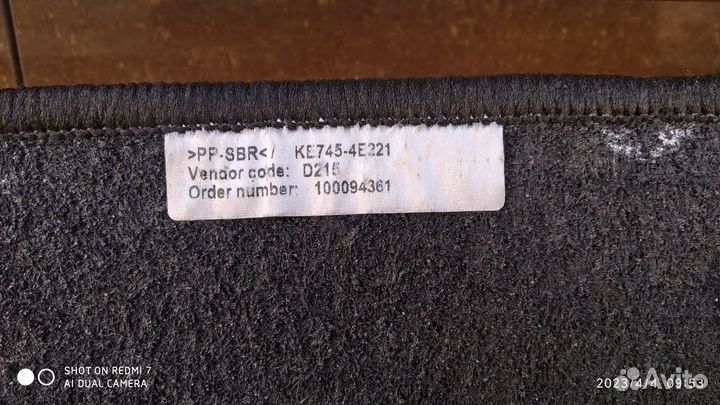 >PP-SBR</ KE745-4E221
Vendor code: D215
Order number: 100094361
SHOT ON REDMI 7
AI DUAL CAMERA
Avito
2023/4/4 09:53